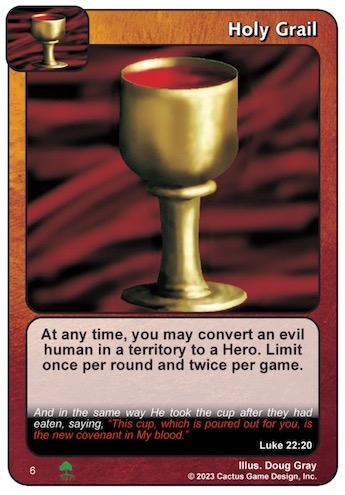 Holy Grail
At any time, you may convert an evil
human in a territory to a Hero. Limit
once per round and twice per game.
And in the same way He took the cup after they had
eaten, saying, "This cup, which is poured out for you, is
the new covenant in My blood."
Luke 22:20
Illus. Doug Gray
6
© 2023 Cactus Game Design, Inc.